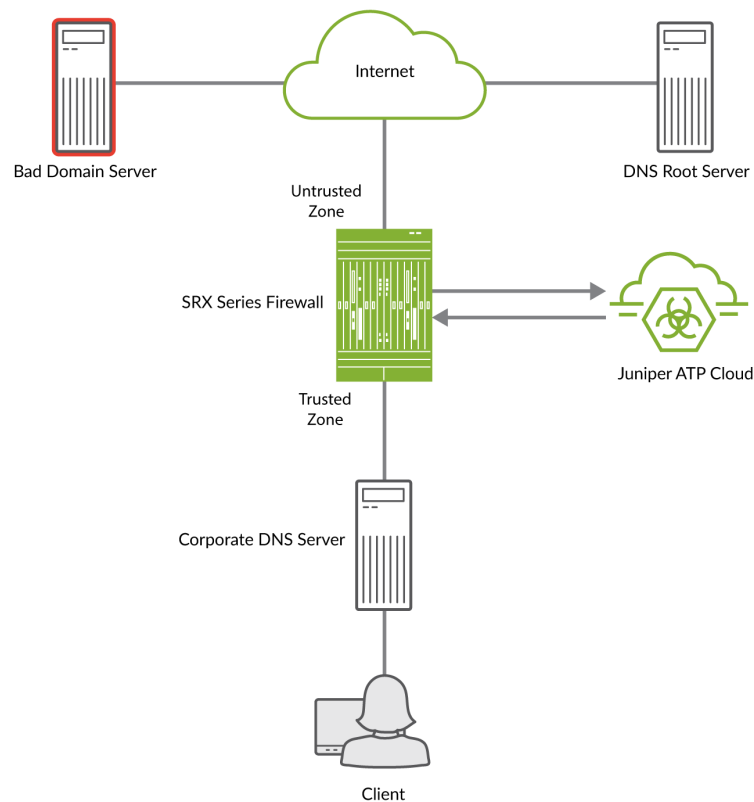 Internet
Bad Domain Server
DNS Root Server
Untrusted
Zone
SRX Series Firewall
Juniper ATP Cloud
Trusted
Zone
Corporate DNS Server
Client